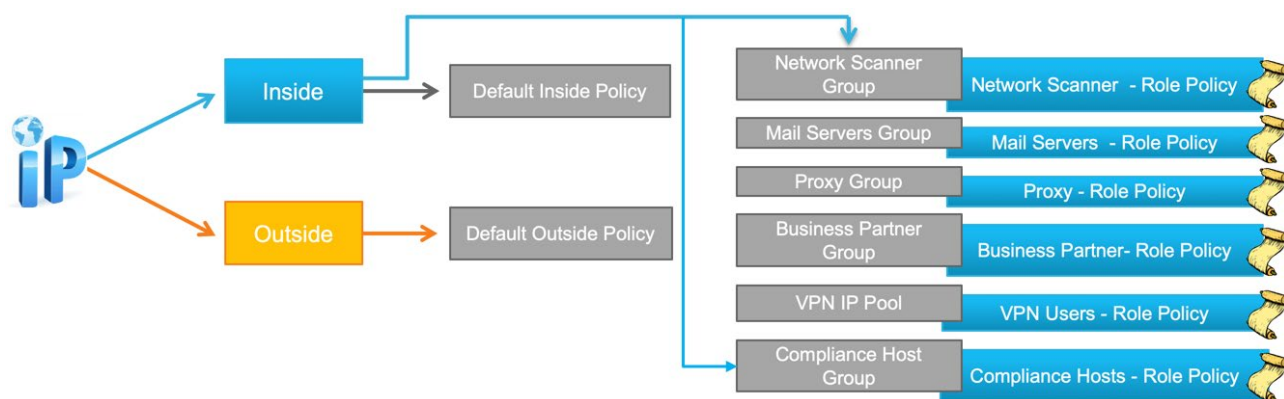 iP
Inside
Default Inside Policy
Outside
Default Outside Policy
Network Scanner
Group
Network Scanner - Role Policy
Mail Servers Group
Mail Servers - Role Policy
Proxy Group
Proxy - Role Policy
Business Partner
Group
Business Partner- Role Policy
VPN IP Pool
VPN Users - Role Policy
Compliance Host
Group
Compliance Hosts - Role Policy